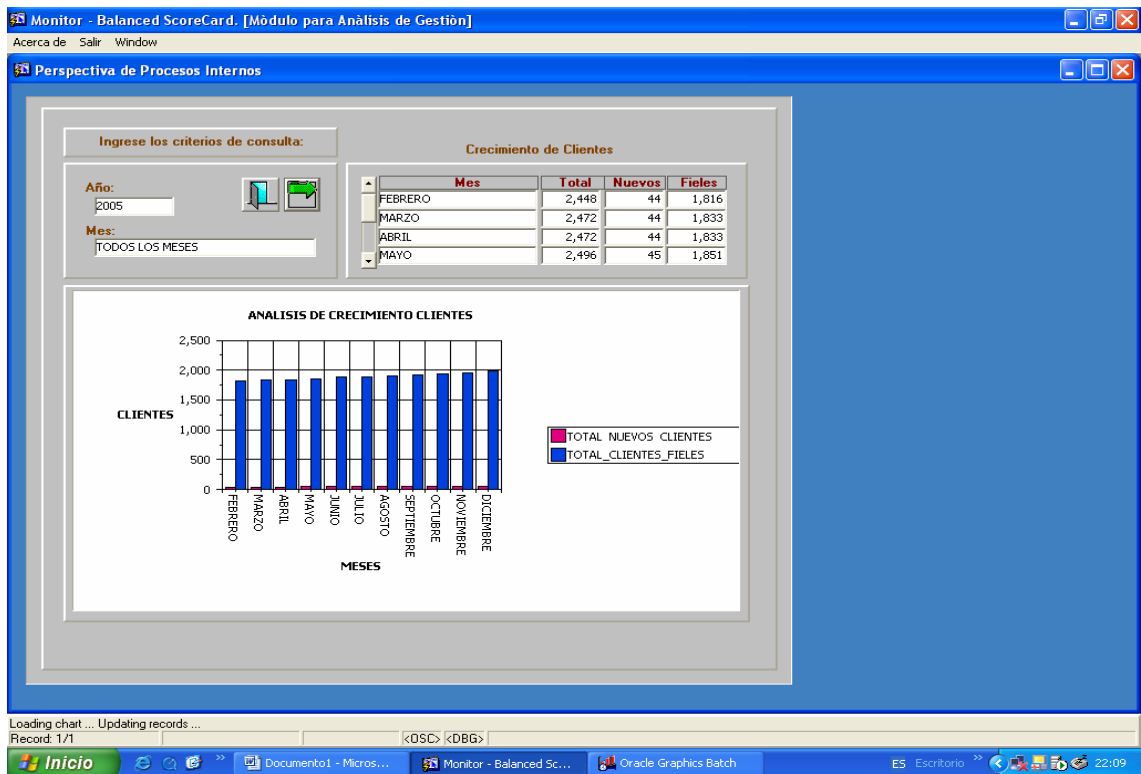 Monitor - Balanced ScoreCard. [Mòdulo para Anàlisis de Gestiòn]
Acerca de Salir Window
Perspectiva de Procesos Internos
Ingrese los criterios de consulta:
Año:
2005
Mes:
TODOS LOS MESES
Crecimiento de Clientes
Mes Total Nuevos Fieles
FEBRERO 2,448 44 1,816
MARZO 2,472 44 1,833
ABRIL 2,472 44 1,833
MAYO 2,496 45 1,851
ANALISIS DE CRECIMIENTO CLIENTES
2,500
2,000
1,500
1,000
500
0
CLIENTES
FEBRERO
MARZO
ABRIL
MAYO
JUNIO
JULIO
AGOSTO
SEPTIEMBRE
OCTUBRE
NOVIEMBRE
DICIEMBRE
MESES
TOTAL NUEVOS CLIENTES
TOTAL_CLIENTES_FIELES
Loading chart ... Updating records ...
Record: 1/1 <OSC> <DBG>
Inicio » Documento1 - Micros... Monitor - Balanced Sc... Oracle Graphics Batch ES Escritorio » 22:09